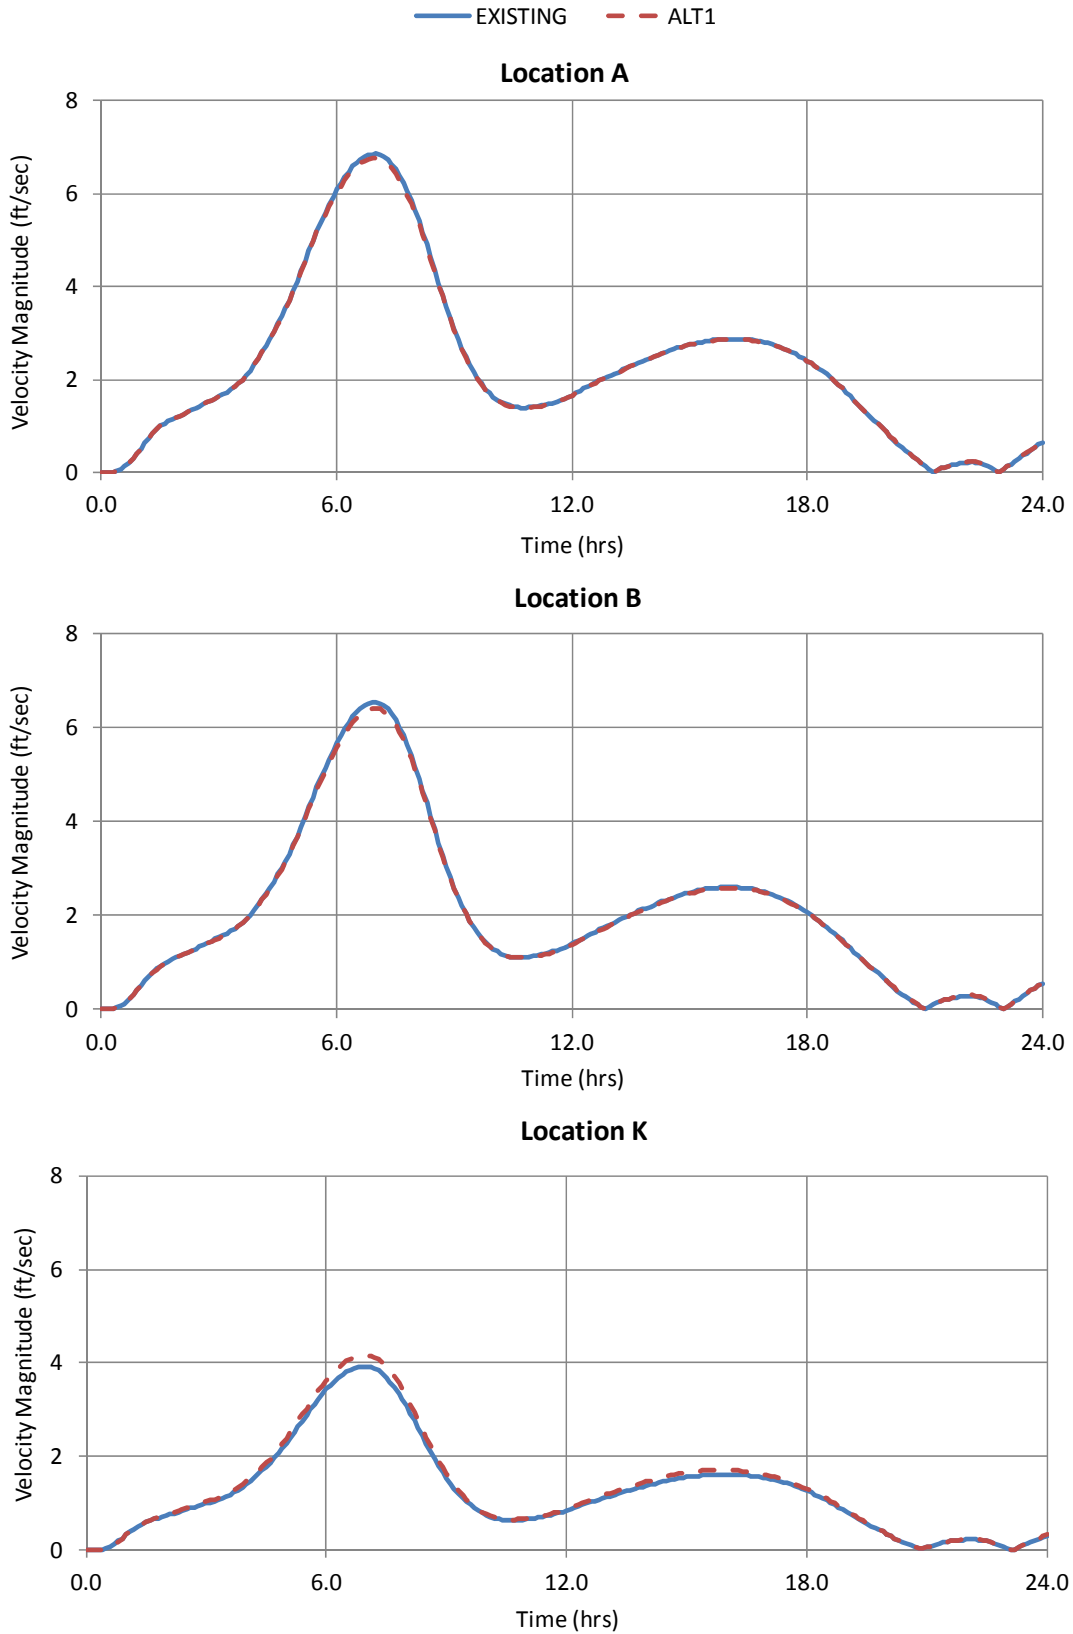 EXISTING ALT1
Location A
Velocity Magnitude (ft/sec)
8
6
4
2
0
0.0 6.0 12.0 18.0 24.0
Time (hrs)
Location B
Velocity Magnitude (ft/sec)
8
6
4
2
0
0.0 6.0 12.0 18.0 24.0
Time (hrs)
Location K
Velocity Magnitude (ft/sec)
8
6
4
2
0
0.0 6.0 12.0 18.0 24.0
Time (hrs)